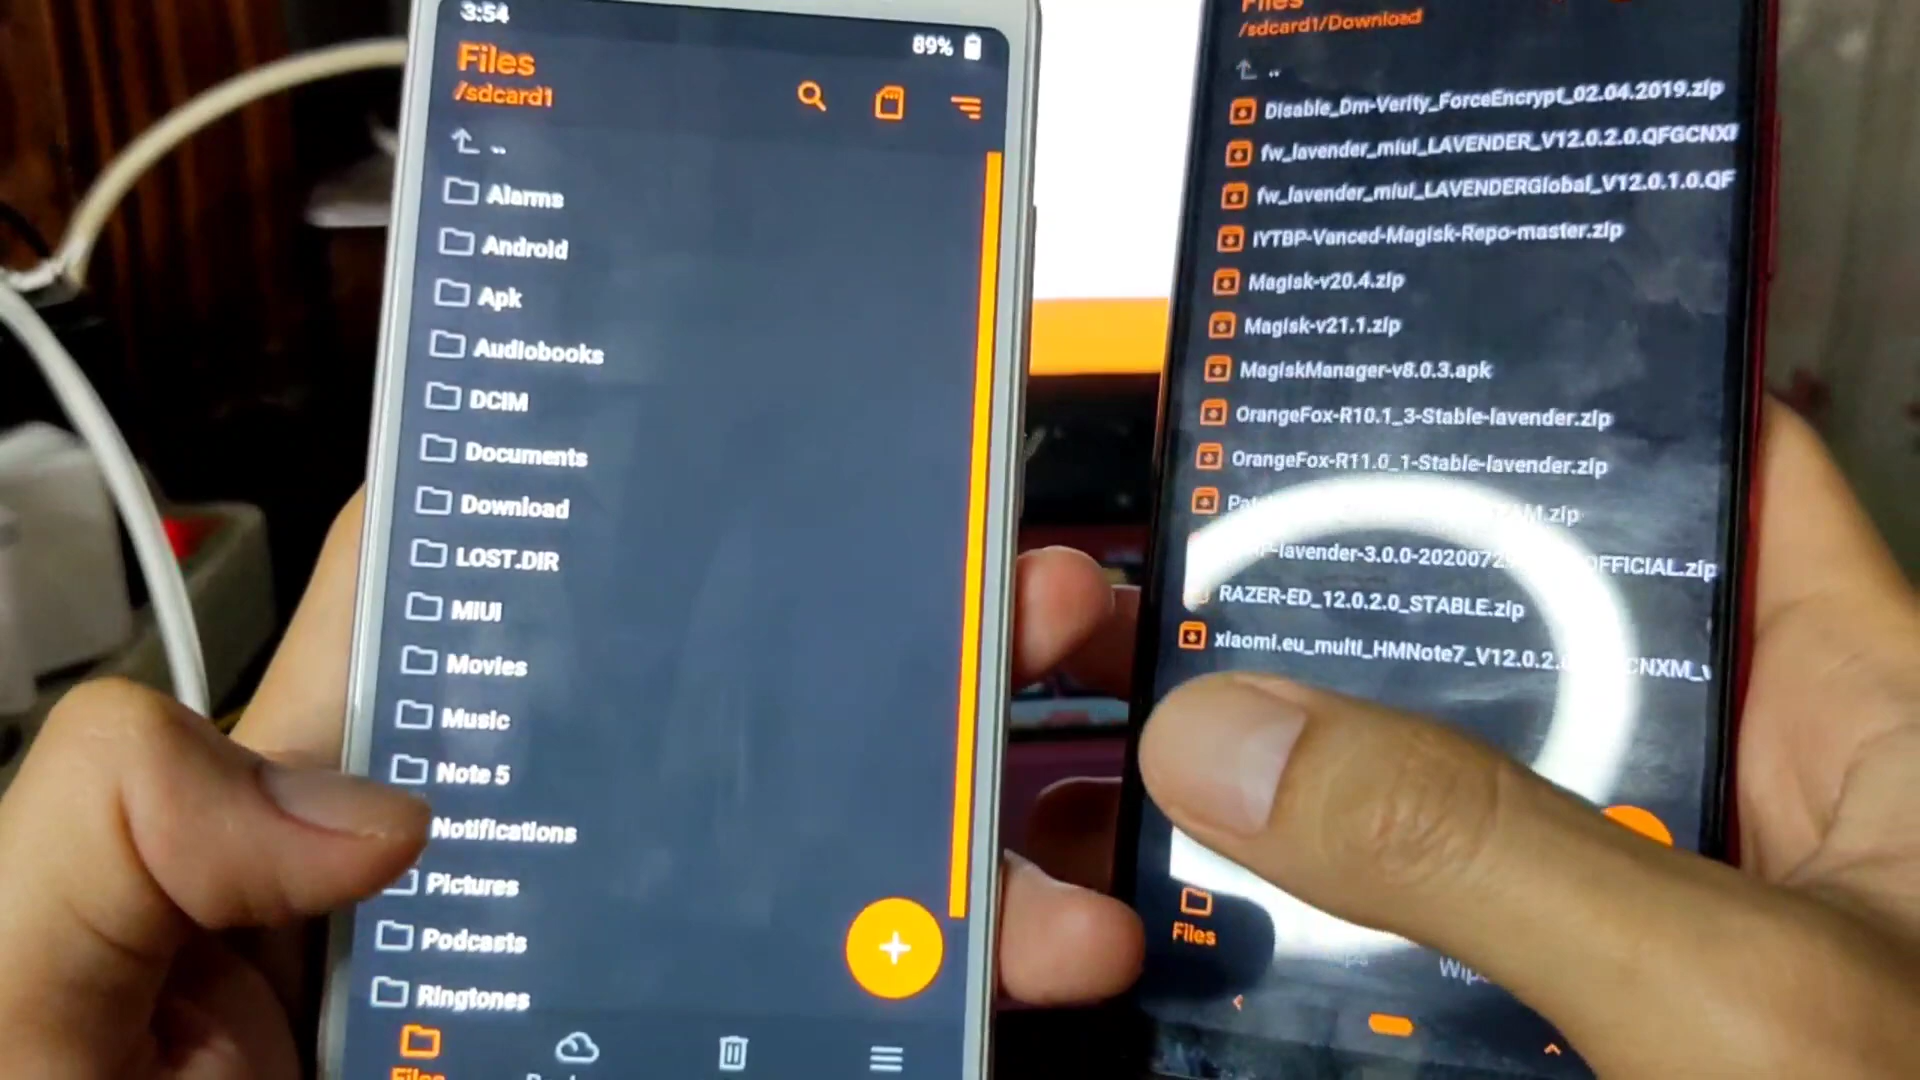 3:54
89%
Files
/sdcard1
..
Alarms
Android
Apk
Audiobooks
DCIM
Documents
Download
LOST.DIR
MIUI
Movies
Music
Note 5
Notifications
Pictures
Podcasts
Ringtones
Files
Files
/sdcard1/Download
..
Disable_Dm-Verity_ForceEncrypt_02.04.2019.zip
fw_lavender_miui_LAVENDER_V12.0.2.0.QFGCNX
fw_lavender_miui_LAVENDERGlobal_V12.0.1.0.QF
IYTBP-Vanced-Magisk-Repo-master.zip
Magisk-v20.4.zip
Magisk-v21.1.zip
MagiskManager-v8.0.3.apk
OrangeFox-R10.1_3-Stable-lavender.zip
OrangeFox-R11.0_1-Stable-lavender.zip
.zip
-lavender-3.0.0-2020072 OFFICIAL.zip
RAZER-ED_12.0.2.0_STABLE.zip
xiaomi.eu_multi_HMNote7_V12.0.2. CNXM_
Files